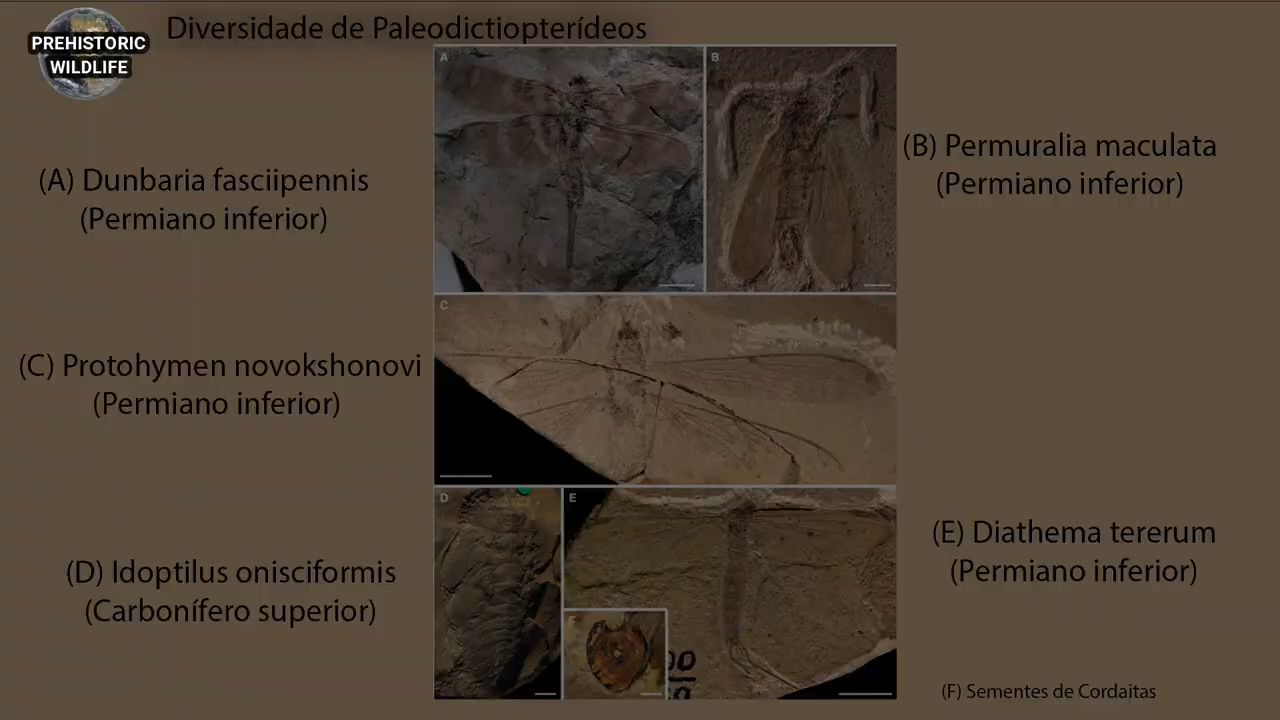 PREHISTORIC
WILDLIFE
Diversidade de Paleodictiopterídeos
A
B
(A) Dunbaria fasciipennis
(Permiano inferior)
(B) Permuralia maculata
(Permiano inferior)
C
(C) Protohymen novokshonovi
(Permiano inferior)
D
E
(D) Idoptilus onisciformis
(Carbonífero superior)
(E) Diathema tererum
(Permiano inferior)
(F) Sementes de Cordaitas